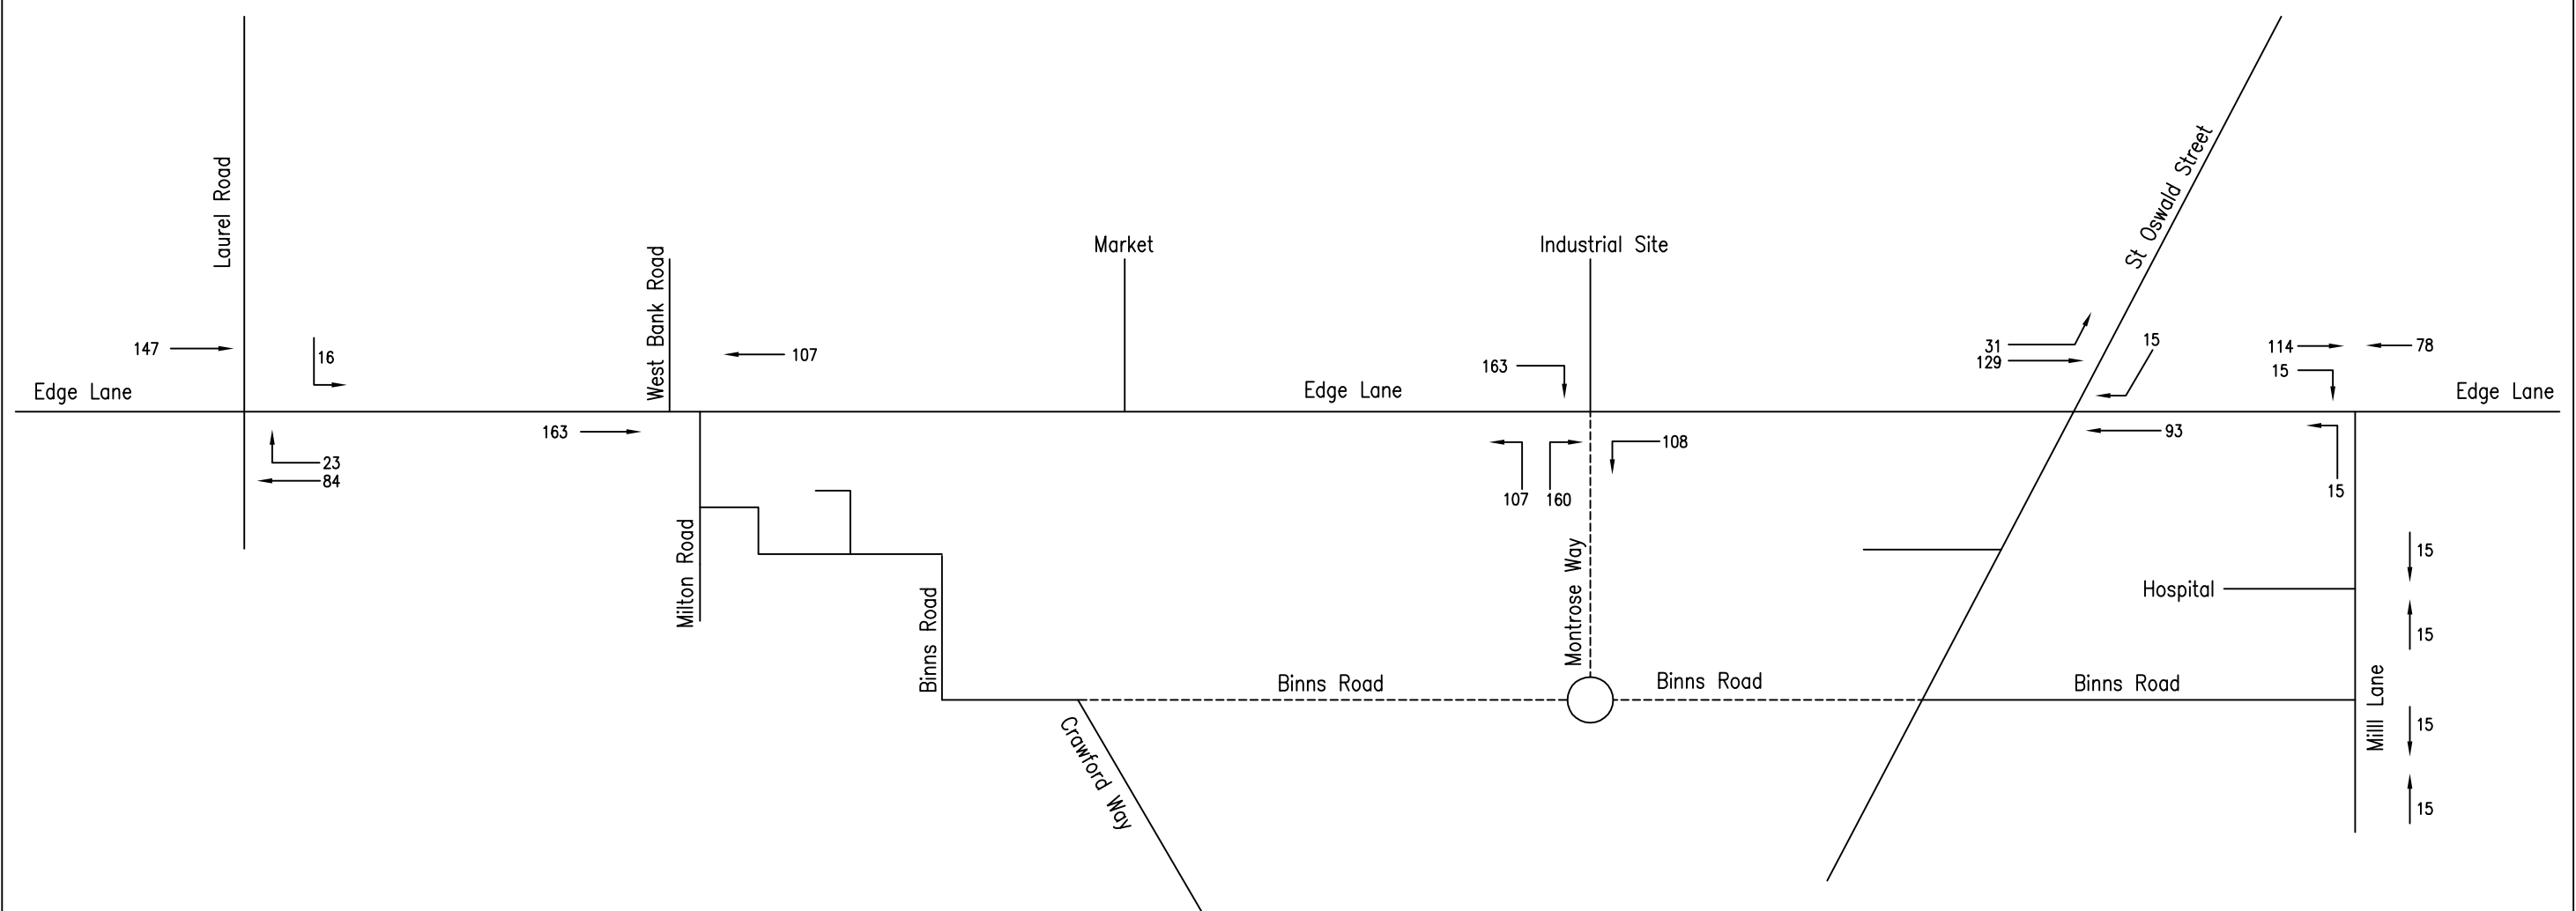 St Oswald Street
Laurel Road
Market
Industrial Site
West Bank Road
147
16
107
163
31
129
15
114
78
15
Edge Lane
Edge Lane
Edge Lane
163
23
84
108
107
160
93
15
Milton Road
Binns Road
Montrose Way
Hospital
15
15
Binns Road
Binns Road
Binns Road
Mill Lane
15
15
Crawford Way